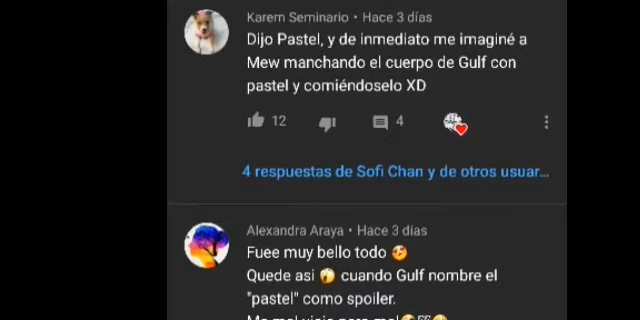 Karem Seminario • Hace 3 días
Dijo Pastel, y de inmediato me imaginé a
Mew manchando el cuerpo de Gulf con
pastel y comiéndoselo XD
12 4
4 respuestas de Sofi Chan y de otros usuar...
Alexandra Araya • Hace 3 días
Fuee muy bello todo 🥰
Quede asi 😱 cuando Gulf nombre el
"pastel" como spoiler.